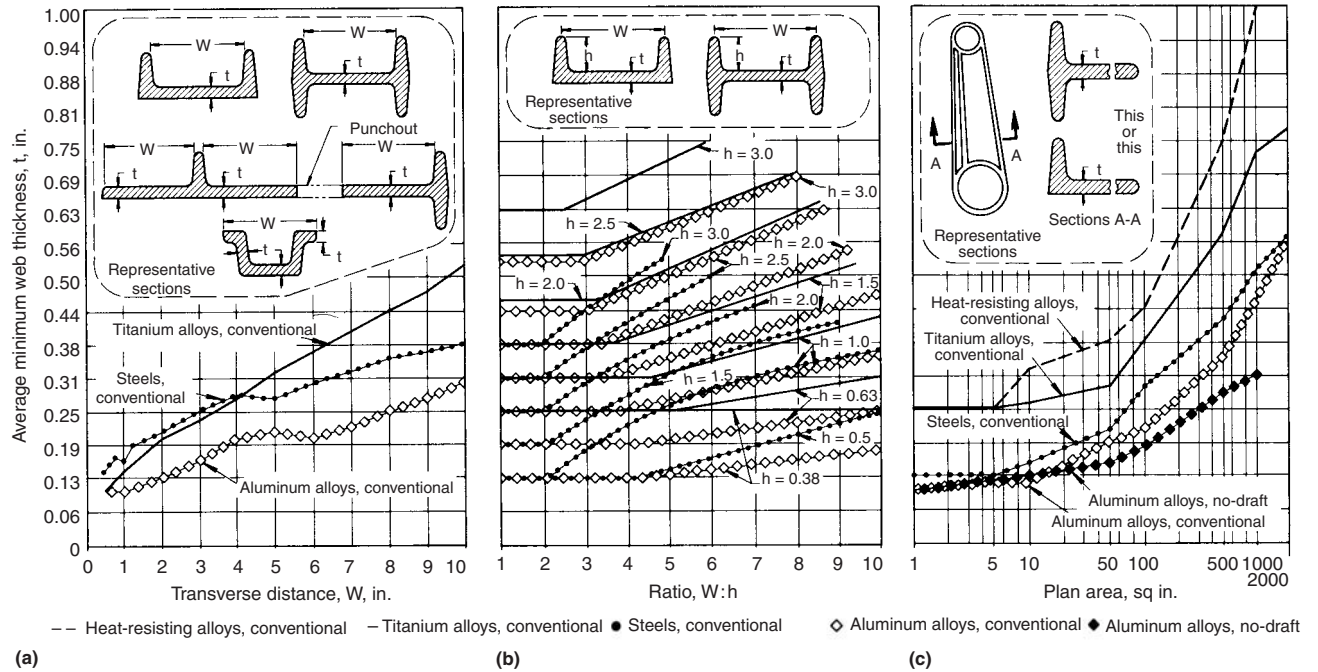 Average minimum web thickness, t, in.
1.00
0.94
0.88
0.81
0.75
0.69
0.63
0.56
0.50
0.44
0.38
0.31
0.25
0.19
0.13
0.06
0
W
W
t
t
Punchout
W
W
W
t
t
t
W
t
t
Representative
sections
Titanium alloys, conventional
Steels,
conventional
Aluminum alloys, conventional
0 1 2 3 4 5 6 7 8 9 10
Transverse distance, W, in.
W
W
h
t
h
t
Representative
sections
h = 3.0
h = 3.0
h = 2.5
h = 3.0
h = 2.0
h = 2.5
h = 2.0
h = 1.5
h = 2.0
h = 1.0
h = 1.5
h = 0.63
h = 0.5
h = 0.38
1 2 3 4 5 6 7 8 9 10
Ratio, W:h
A
A
t
This
or
this
t
Sections A-A
Representative
sections
Heat-resisting alloys,
conventional
Titanium alloys,
conventional
Steels, conventional
Aluminum alloys, no-draft
Aluminum alloys, conventional
1 5 10 50 100 500 1000
2000
Plan area, sq in.
Heat-resisting alloys, conventional
Titanium alloys, conventional
Steels, conventional
Aluminum alloys, conventional
Aluminum alloys, no-draft
(a)
(b)
(c)